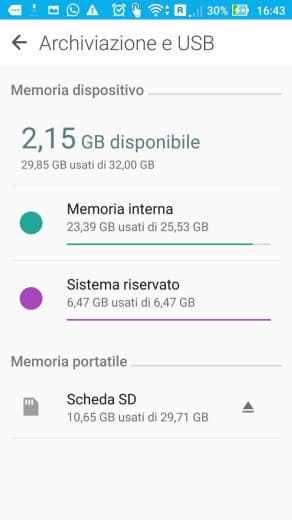 R 30% 16:43
Archiviazione e USB
Memoria dispositivo
2,15 GB disponibile
29,85 GB usati di 32,00 GB
Memoria interna
23,39 GB usati di 25,53 GB
Sistema riservato
6,47 GB usati di 6,47 GB
Memoria portatile
Scheda SD
10,65 GB usati di 29,71 GB